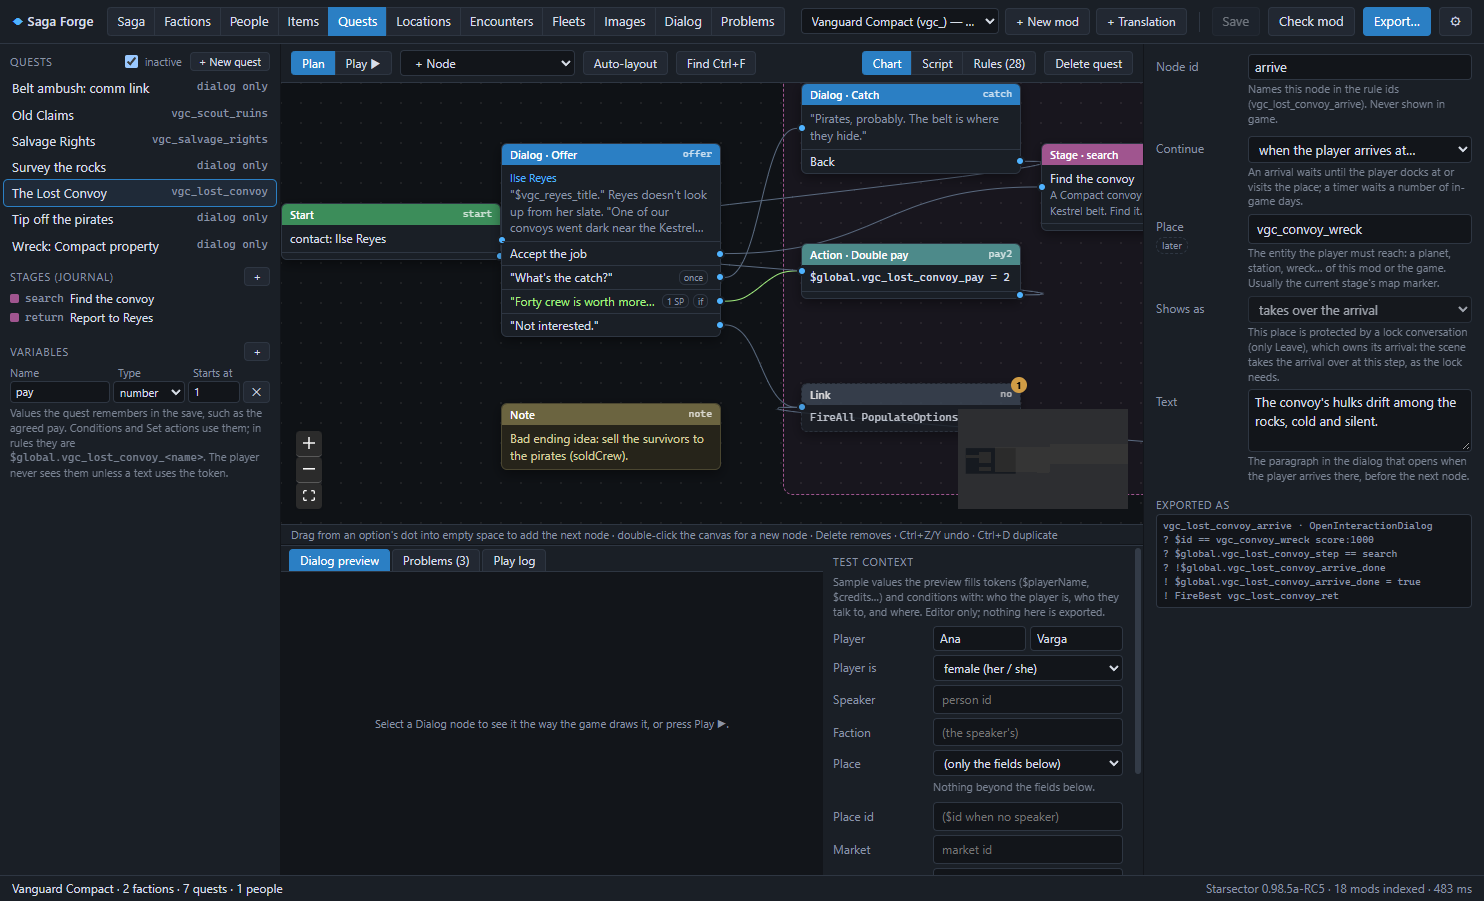 Saga Forge
Saga
Factions
People
Items
Quests
Locations
Encounters
Fleets
Images
Dialog
Problems
Vanguard Compact (vgc_) — ...
+ New mod
+ Translation
Save
Check mod
Export...
QUESTS
inactive
+ New quest
Belt ambush: comm link
dialog only
Old Claims
vgc_scout_ruins
Salvage Rights
vgc_salvage_rights
Survey the rocks
dialog only
The Lost Convoy
vgc_lost_convoy
Tip off the pirates
dialog only
Wreck: Compact property
dialog only
STAGES (JOURNAL)
+
search Find the convoy
return Report to Reyes
VARIABLES
+
Name
Type
Starts at
pay
number
1
Values the quest remembers in the save, such as the
agreed pay. Conditions and Set actions use them; in
rules they are
$global.vgc_lost_convoy_<name>. The player
never sees them unless a text uses the token.
Plan
Play ▶
+ Node
Auto-layout
Find Ctrl+F
Chart
Script
Rules (28)
Delete quest
Start
start
contact: Ilse Reyes
Dialog · Offer
offer
Ilse Reyes
"$vgc_reyes_title." Reyes doesn't look
up from her slate. "One of our
convoys went dark near the Kestrel...
Accept the job
"What's the catch?"
once
"Forty crew is worth more...
1 SP
if
"Not interested."
Note
note
Bad ending idea: sell the survivors to
the pirates (soldCrew).
Dialog · Catch
catch
"Pirates, probably. The belt is where
they hide."
Back
Action · Double pay
pay2
$global.vgc_lost_convoy_pay = 2
Link
no
1
FireAll PopulateOptions
Stage · search
Find the convoy
A Compact convoy
Kestrel belt. Find it.
Drag from an option's dot into empty space to add the next node · double-click the canvas for a new node · Delete removes · Ctrl+Z/Y undo · Ctrl+D duplicate
Dialog preview
Problems (3)
Play log
Select a Dialog node to see it the way the game draws it, or press Play ▶.
TEST CONTEXT
Sample values the preview fills tokens ($playerName,
$credits...) and conditions with: who the player is, who they
talk to, and where. Editor only; nothing here is exported.
Player
Ana
Varga
Player is
female (her / she)
Speaker
person id
Faction
(the speaker's)
Place
(only the fields below)
Nothing beyond the fields below.
Place id
($id when no speaker)
Market
market id
Node id
arrive
Names this node in the rule ids
(vgc_lost_convoy_arrive). Never shown in
game.
Continue
when the player arrives at...
An arrival waits until the player docks at or
visits the place; a timer waits a number of in-
game days.
Place
later
vgc_convoy_wreck
The entity the player must reach: a planet,
station, wreck... of this mod or the game.
Usually the current stage's map marker.
Shows as
takes over the arrival
This place is protected by a lock conversation
(only Leave), which owns its arrival: the scene
takes the arrival over at this step, as the lock
needs.
Text
The convoy's hulks drift among the
rocks, cold and silent.
The paragraph in the dialog that opens when
the player arrives there, before the next node.
EXPORTED AS
vgc_lost_convoy_arrive · OpenInteractionDialog
? $id == vgc_convoy_wreck score:1000
? $global.vgc_lost_convoy_step == search
? !$global.vgc_lost_convoy_arrive_done
! $global.vgc_lost_convoy_arrive_done = true
! FireBest vgc_lost_convoy_ret
Vanguard Compact · 2 factions · 7 quests · 1 people
Starsector 0.98.5a-RC5 · 18 mods indexed · 483 ms